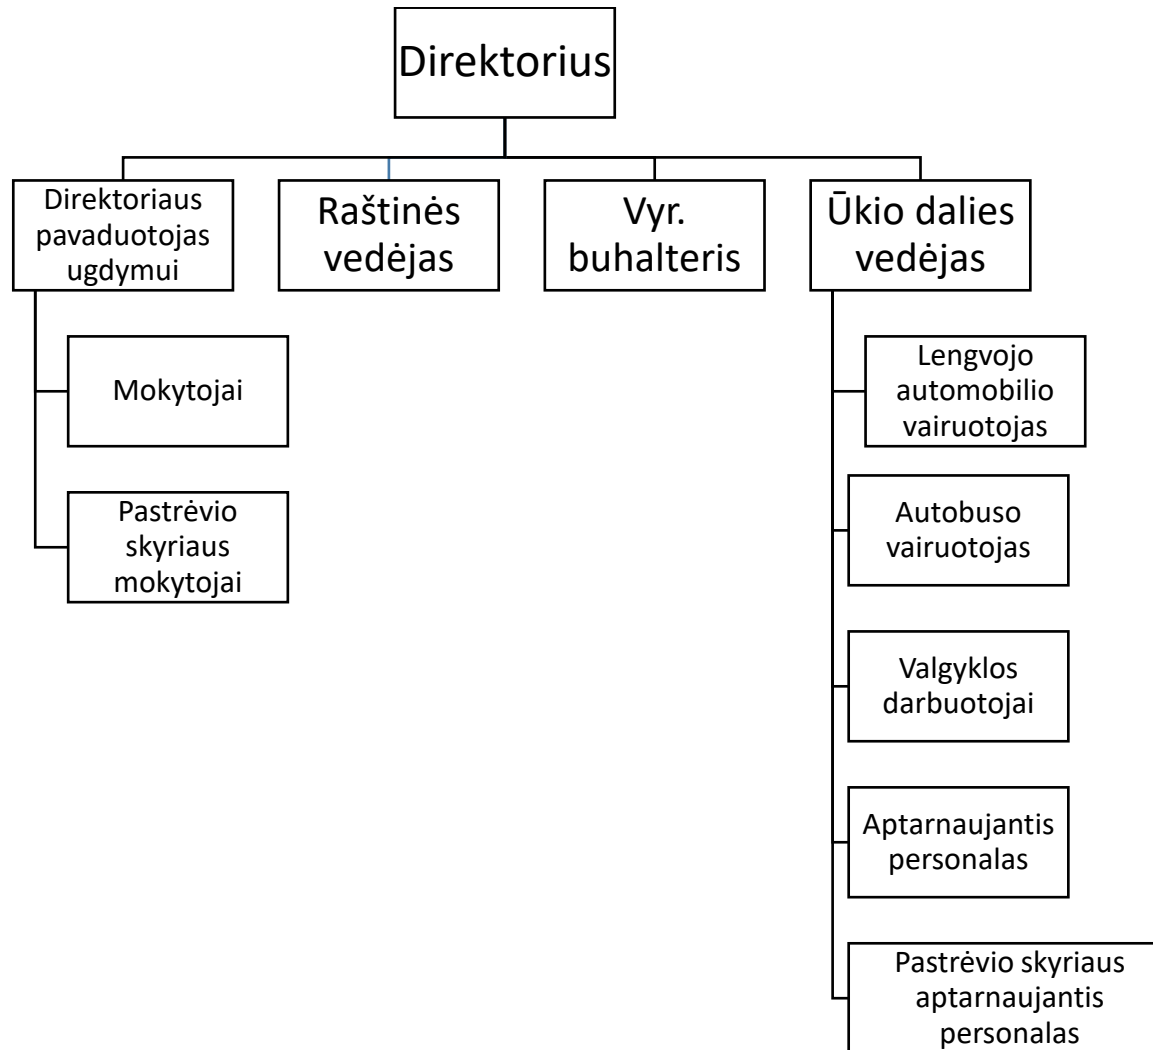 Direktorius
Direktoriaus
pavaduotojas
ugdymui
Raštinės
vedėjas
Vyr.
buhalteris
Ūkio dalies
vedėjas
Mokytojai
Pastrėvio
skyriaus
mokytojai
Lengvojo
automobilio
vairuotojas
Autobuso
vairuotojas
Valgyklos
darbuotojai
Aptarnaujantis
personalas
Pastrėvio skyriaus
aptarnaujantis
personalas